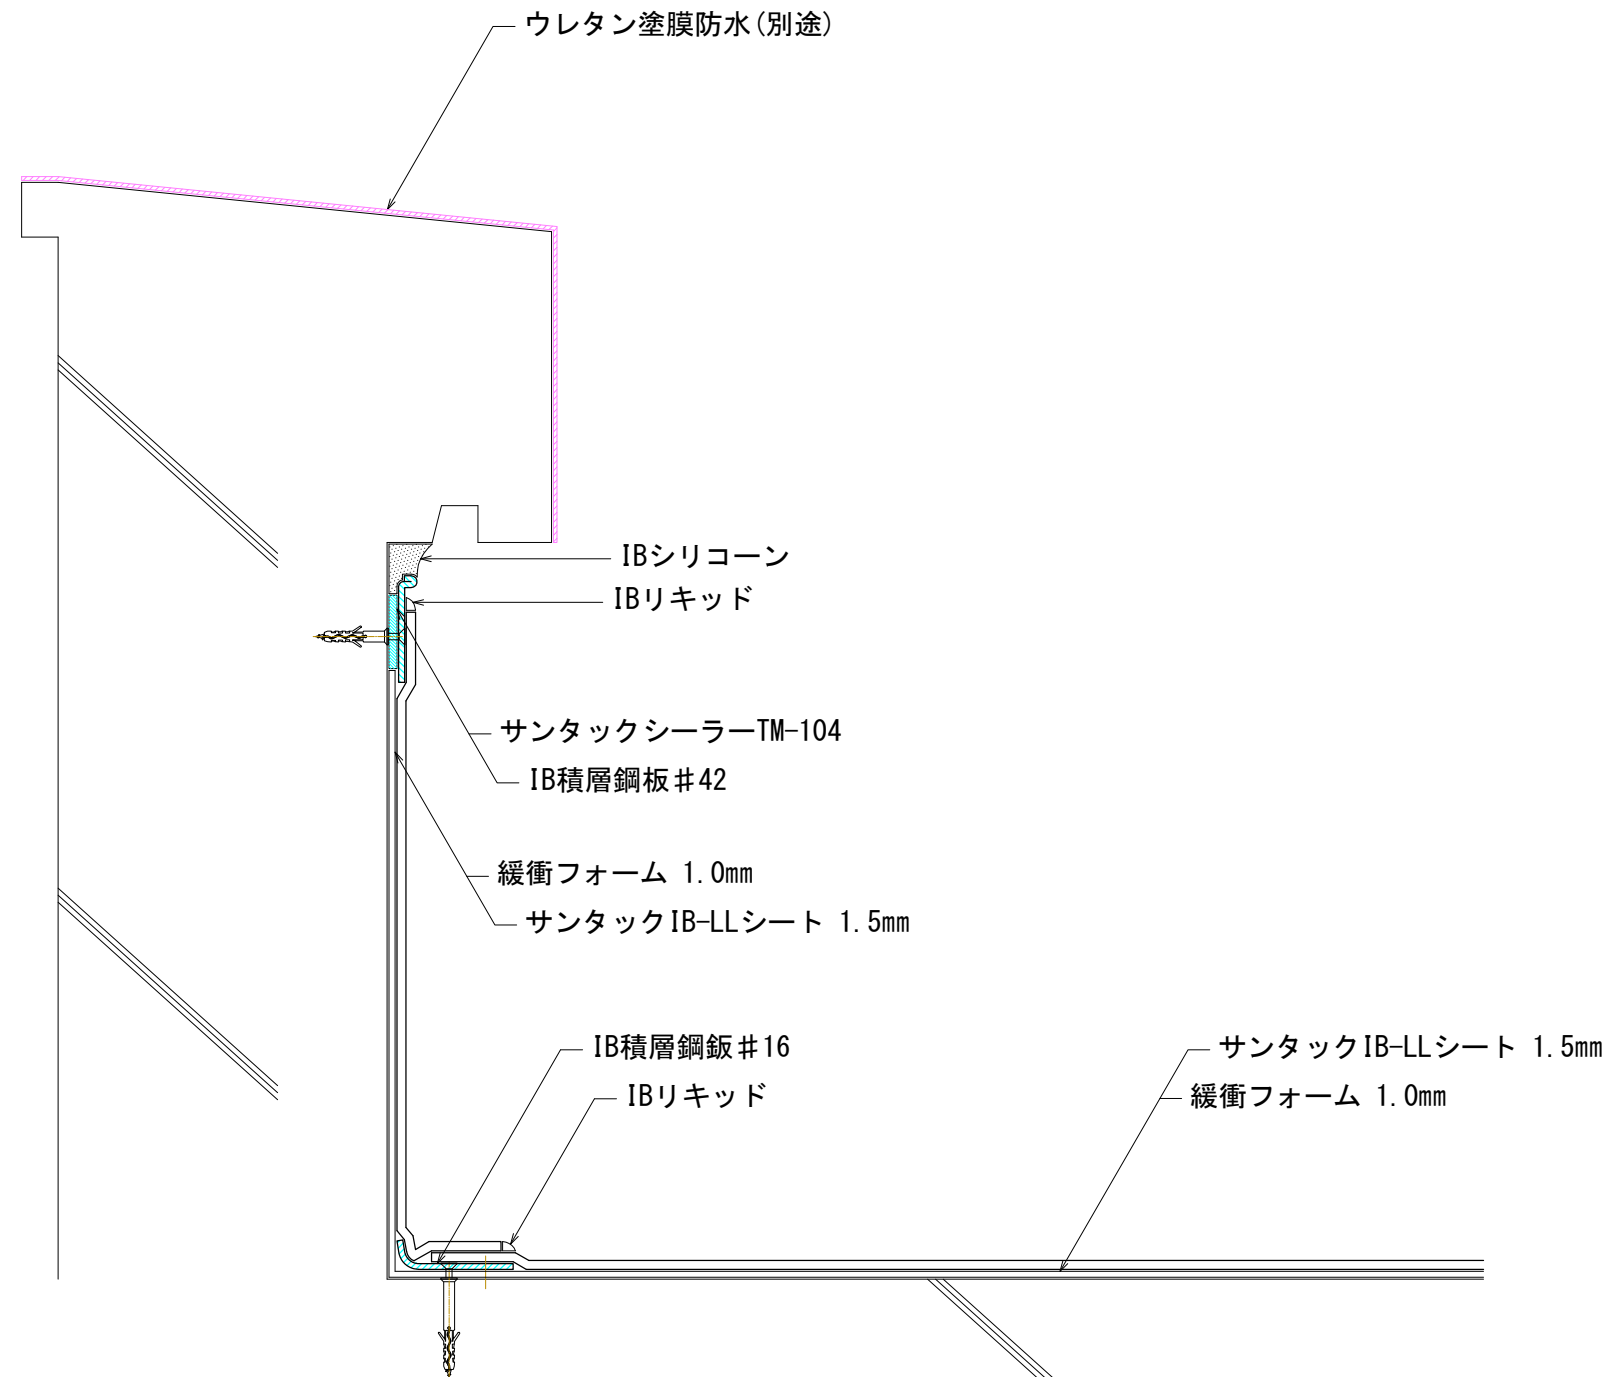 ウレタン塗膜防水(別途)
IBシリコーン
IBリキッド
サンタックシーラーTM-104
IB積層鋼板♯42
緩衝フォーム 1.0mm
サンタックIB-LLシート 1.5mm
IB積層鋼鈑♯16
IBリキッド
サンタックIB-LLシート 1.5mm
緩衝フォーム 1.0mm